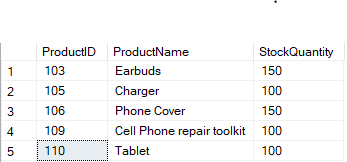 ProductID ProductName StockQuantity
1 103 Earbuds 150
2 105 Charger 100
3 106 Phone Cover 150
4 109 Cell Phone repair toolkit 100
5 110 Tablet 100